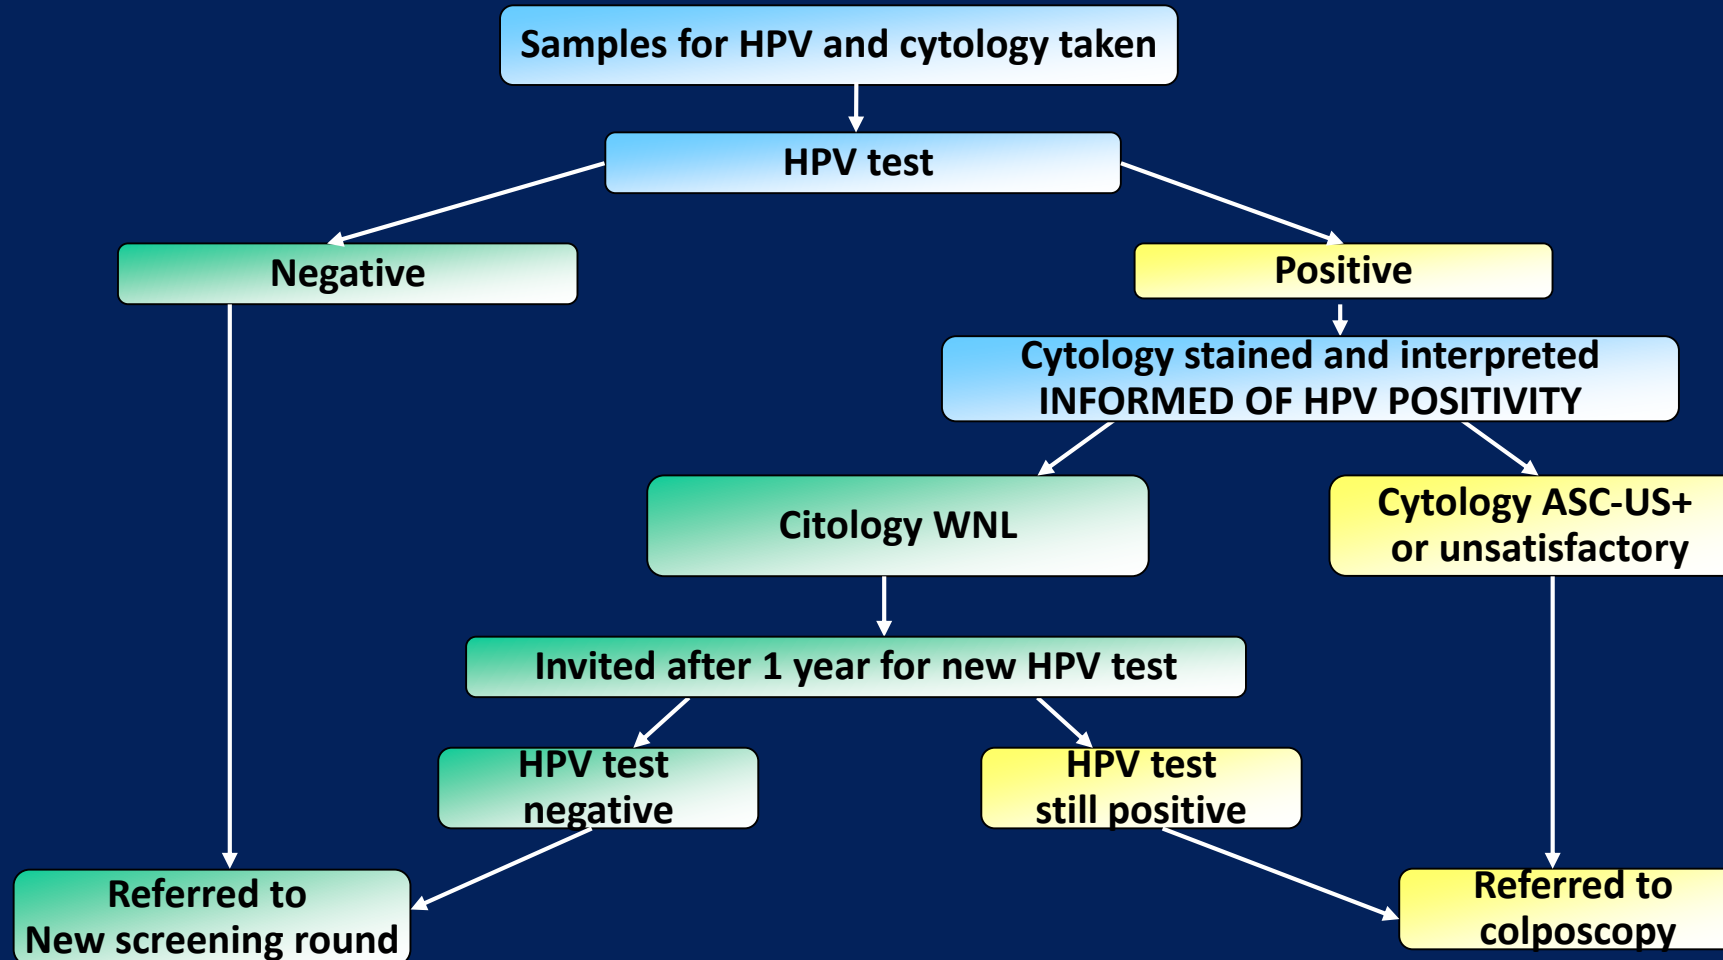 Samples for HPV and cytology taken
HPV test
Negative
Positive
Cytology stained and interpreted
INFORMED OF HPV POSITIVITY
Citology WNL
Cytology ASC-US+
or unsatisfactory
Invited after 1 year for new HPV test
HPV test
negative
HPV test
still positive
Referred to
New screening round
Referred to
colposcopy